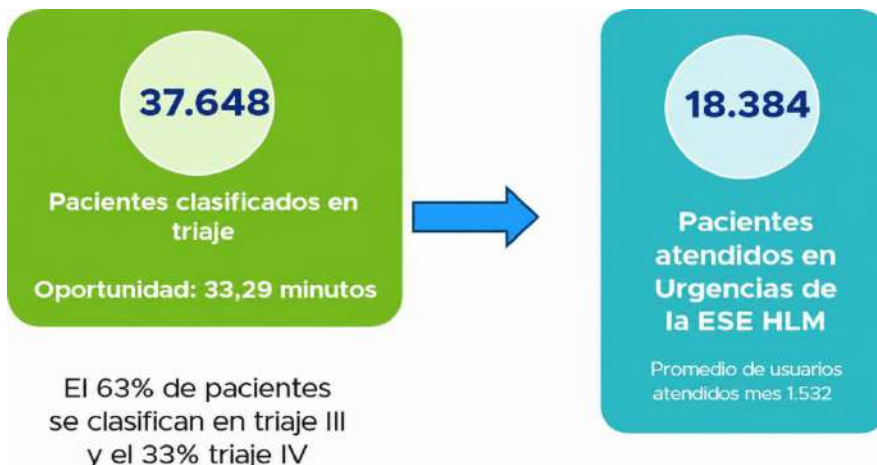 37.648
Pacientes clasificados en
triaje
Oportunidad: 33,29 minutos
El 63% de pacientes
se clasifican en triaje III
y el 33% triaje IV
18.384
Pacientes
atendidos en
Urgencias de
la ESE HLM
Promedio de usuarios
atendidos mes 1.532